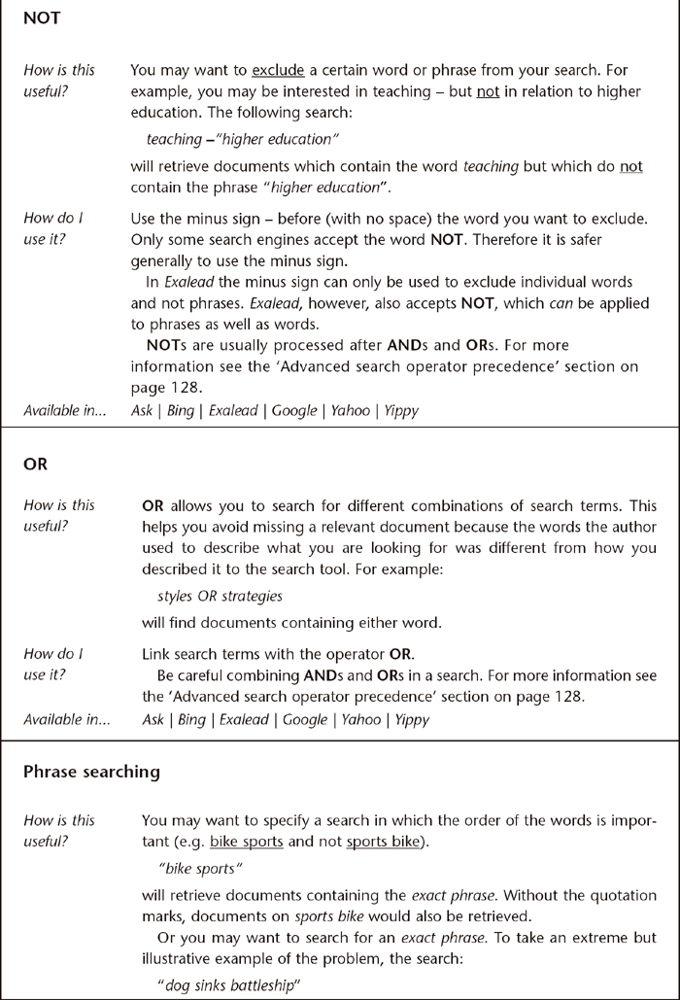 NOT
How is this You may want to exclude a certain word or phrase from your search. For
useful? example, you may be interested in teaching – but not in relation to higher
education. The following search:
teaching –“higher education”
will retrieve documents which contain the word teaching but which do not
contain the phrase “higher education”.
How do I Use the minus sign – before (with no space) the word you want to exclude.
use it? Only some search engines accept the word NOT. Therefore it is safer
generally to use the minus sign.
In Exalead the minus sign can only be used to exclude individual words
and not phrases. Exalead, however, also accepts NOT, which can be applied
to phrases as well as words.
NOTs are usually processed after ANDs and ORs. For more
information see the ‘Advanced search operator precedence’ section on
page 128.
Available in... Ask | Bing | Exalead | Google | Yahoo | Yippy
OR
How is this OR allows you to search for different combinations of search terms. This
useful? helps you avoid missing a relevant document because the words the author
used to describe what you are looking for was different from how you
described it to the search tool. For example:
styles OR strategies
will find documents containing either word.
How do I Link search terms with the operator OR.
use it? Be careful combining ANDs and ORs in a search. For more information see
the ‘Advanced search operator precedence’ section on page 128.
Available in... Ask | Bing | Exalead | Google | Yahoo | Yippy
Phrase searching
How is this You may want to specify a search in which the order of the words is impor-
useful? tant (e.g. bike sports and not sports bike).
“bike sports”
will retrieve documents containing the exact phrase. Without the quotation
marks, documents on sports bike would also be retrieved.
Or you may want to search for an exact phrase. To take an extreme but
illustrative example of the problem, the search:
“dog sinks battleship”